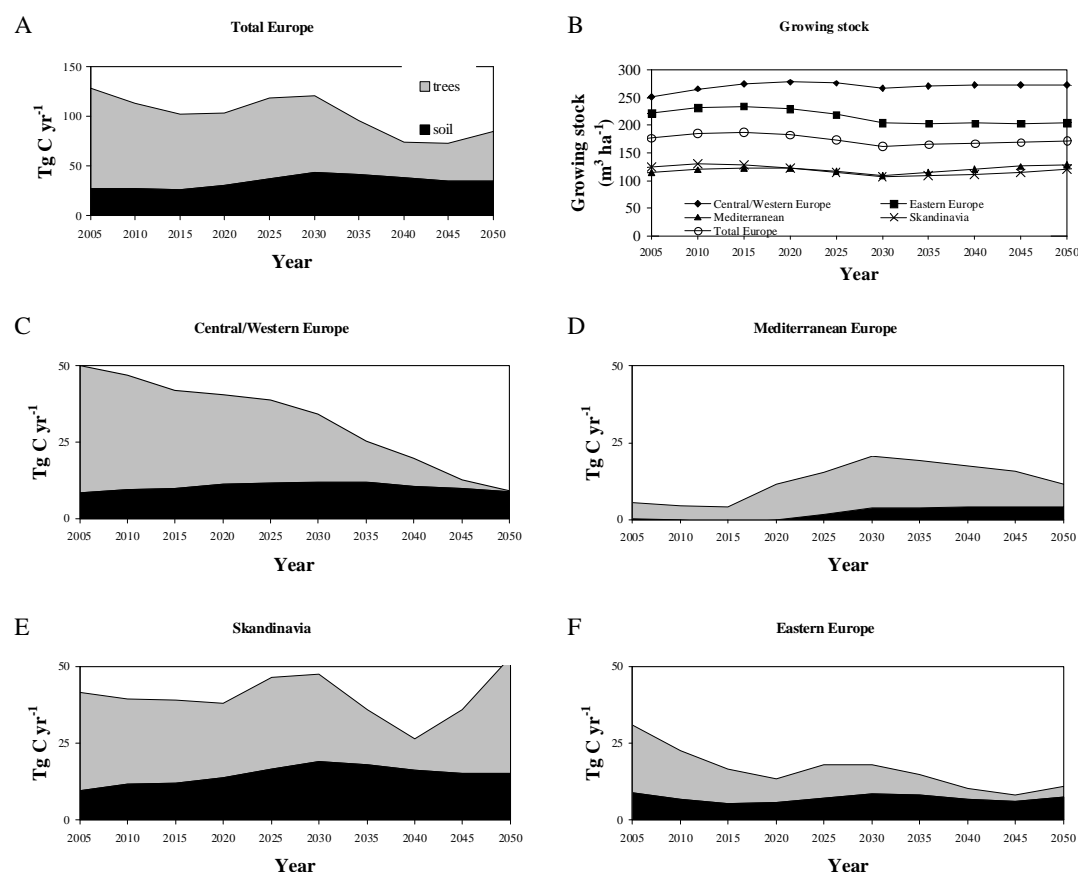 A
Total Europe
150
100
50
0
Tg C yr-1
trees
soil
2005 2010 2015 2020 2025 2030 2035 2040 2045 2050
Year
B
Growing stock
300
250
200
150
100
50
0
Growing stock
(m3 ha-1)
Central/Western Europe
Eastern Europe
Mediterranean
Skandinavia
Total Europe
2005 2010 2015 2020 2025 2030 2035 2040 2045 2050
Year
C
Central/Western Europe
50
25
0
Tg C yr-1
2005 2010 2015 2020 2025 2030 2035 2040 2045 2050
Year
D
Mediterranean Europe
50
25
0
Tg C yr-1
2005 2010 2015 2020 2025 2030 2035 2040 2045 2050
Year
E
Skandinavia
50
25
0
Tg C yr-1
2005 2010 2015 2020 2025 2030 2035 2040 2045 2050
Year
F
Eastern Europe
50
25
0
Tg C yr-1
2005 2010 2015 2020 2025 2030 2035 2040 2045 2050
Year